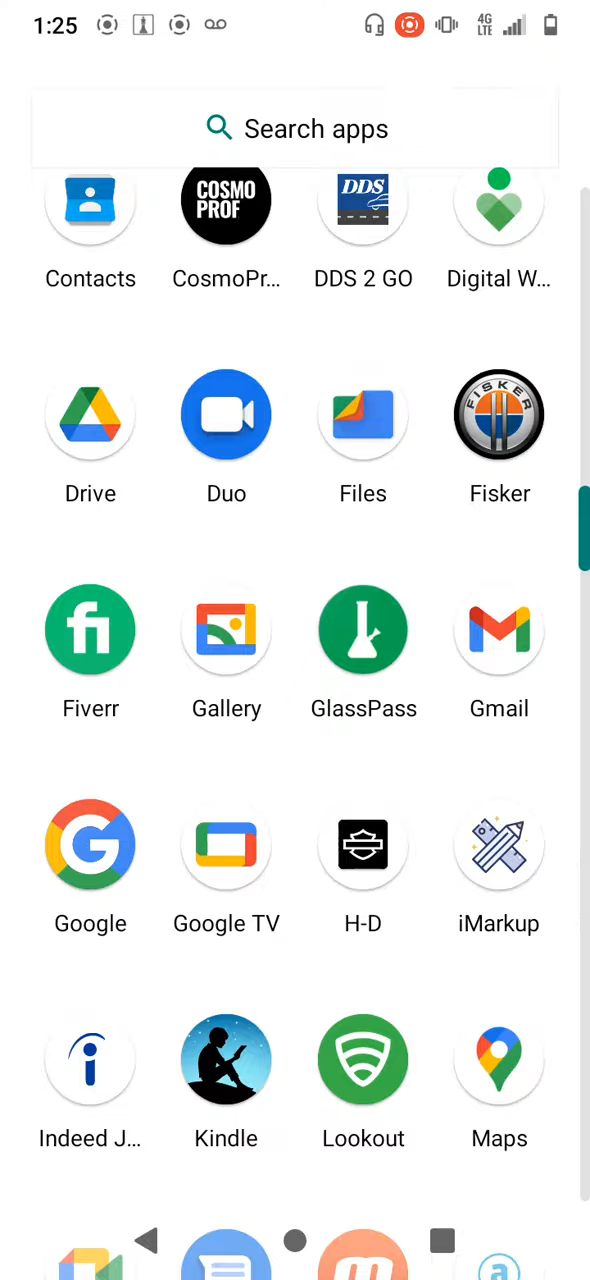 1:25
4G
LTE
Search apps
COSMO
PROF
DDS
Contacts
CosmoPr...
DDS 2 GO
Digital W...
FISKER
Drive
Duo
Files
Fisker
fi
Fiverr
Gallery
GlassPass
Gmail
G
Google
Google TV
H-D
iMarkup
i
Indeed J...
Kindle
Lookout
Maps
m
a